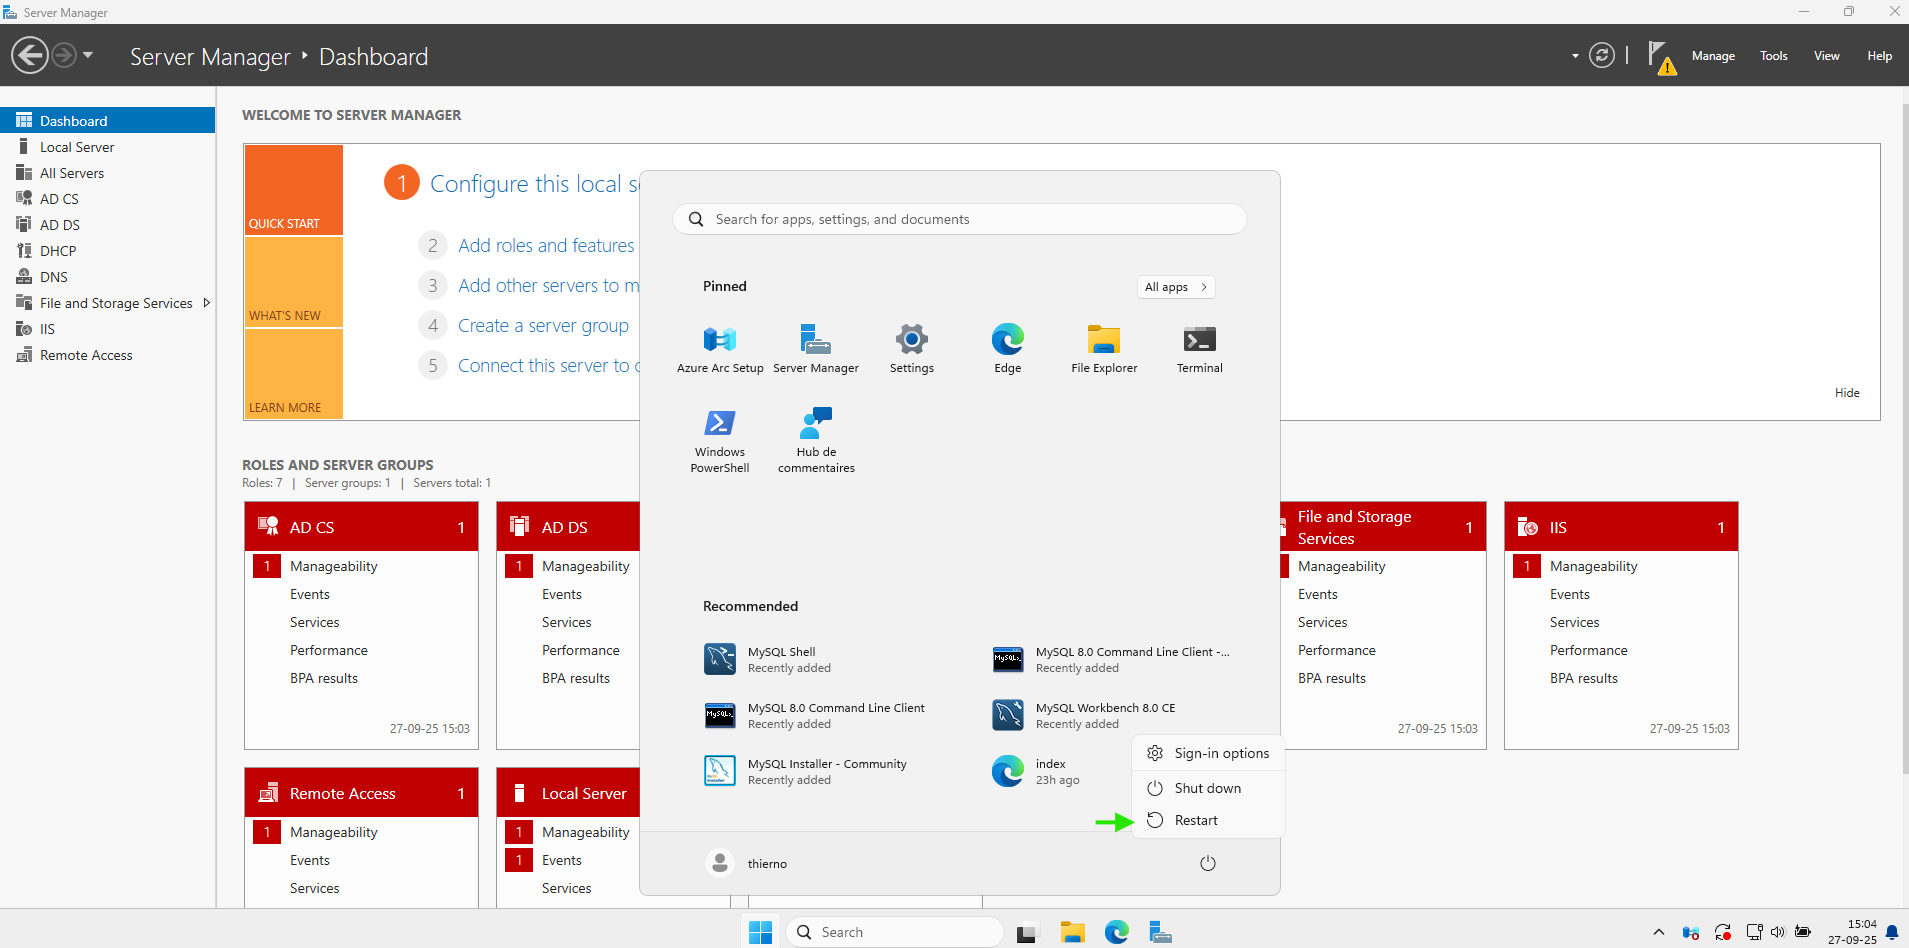 Server Manager
Server Manager ‣ Dashboard
Manage Tools View Help
Dashboard
Local Server
All Servers
AD CS
AD DS
DHCP
DNS
File and Storage Services
IIS
Remote Access
WELCOME TO SERVER MANAGER
QUICK START
WHAT'S NEW
LEARN MORE
1 Configure this local s
2 Add roles and features
3 Add other servers to m
4 Create a server group
5 Connect this server to
Hide
ROLES AND SERVER GROUPS
Roles: 7 | Server groups: 1 | Servers total: 1
AD CS 1
1 Manageability
Events
Services
Performance
BPA results
27-09-25 15:03
AD DS
1 Manageability
Events
Services
Performance
BPA results
File and Storage
Services 1
Manageability
Events
Services
Performance
BPA results
27-09-25 15:03
IIS 1
1 Manageability
Events
Services
Performance
BPA results
27-09-25 15:03
Remote Access 1
1 Manageability
Events
Services
Local Server
1 Manageability
1 Events
Services
Search for apps, settings, and documents
Pinned
All apps >
Azure Arc Setup
Server Manager
Settings
Edge
File Explorer
Terminal
Windows
PowerShell
Hub de
commentaires
Recommended
MySQL Shell
Recently added
MySQL 8.0 Command Line Client -...
Recently added
MySQL 8.0 Command Line Client
Recently added
MySQL Workbench 8.0 CE
Recently added
MySQL Installer - Community
Recently added
index
23h ago
Sign-in options
Shut down
Restart
thierno
Search
15:04
27-09-25